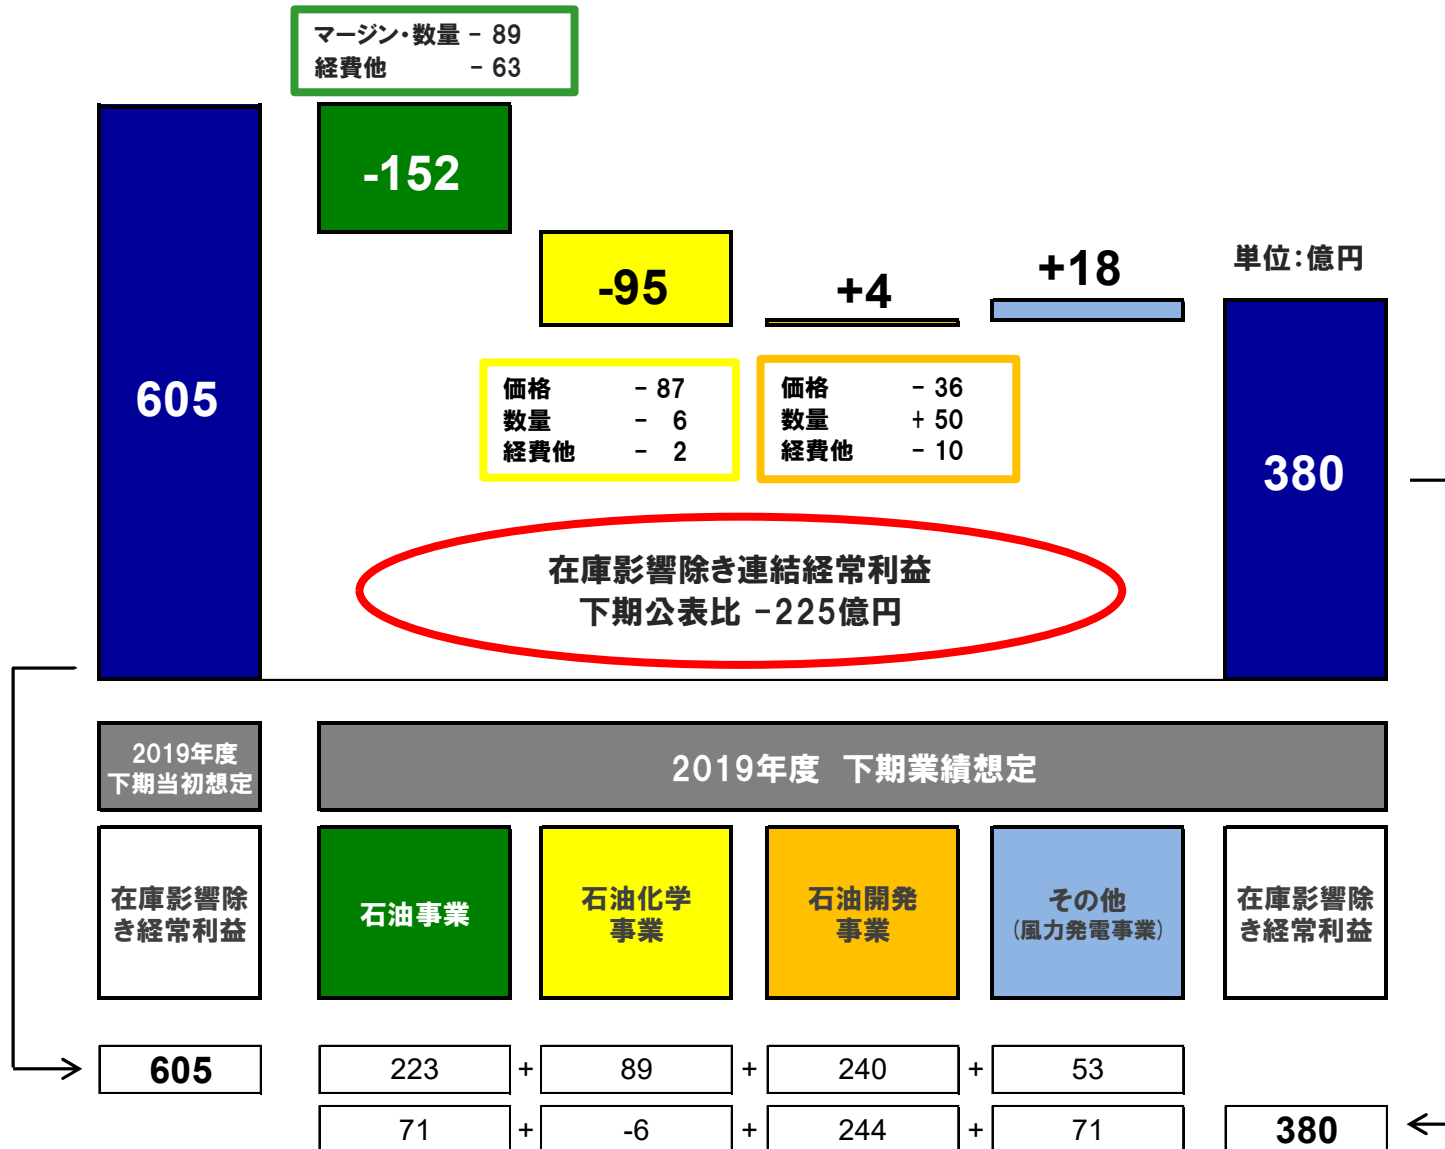 マージン・数量 - 89
経費他 - 63
-152
-95
+4
+18
単位:億円
605
価格 - 87
数量 - 6
経費他 - 2
価格 - 36
数量 + 50
経費他 - 10
380
在庫影響除き連結経常利益
下期公表比 -225億円
2019年度
下期当初想定
2019年度 下期業績想定
在庫影響除
き経常利益
石油事業
石油化学
事業
石油開発
事業
その他
(風力発電事業)
在庫影響除
き経常利益
605 223 + 89 + 240 + 53
71 + -6 + 244 + 71 380